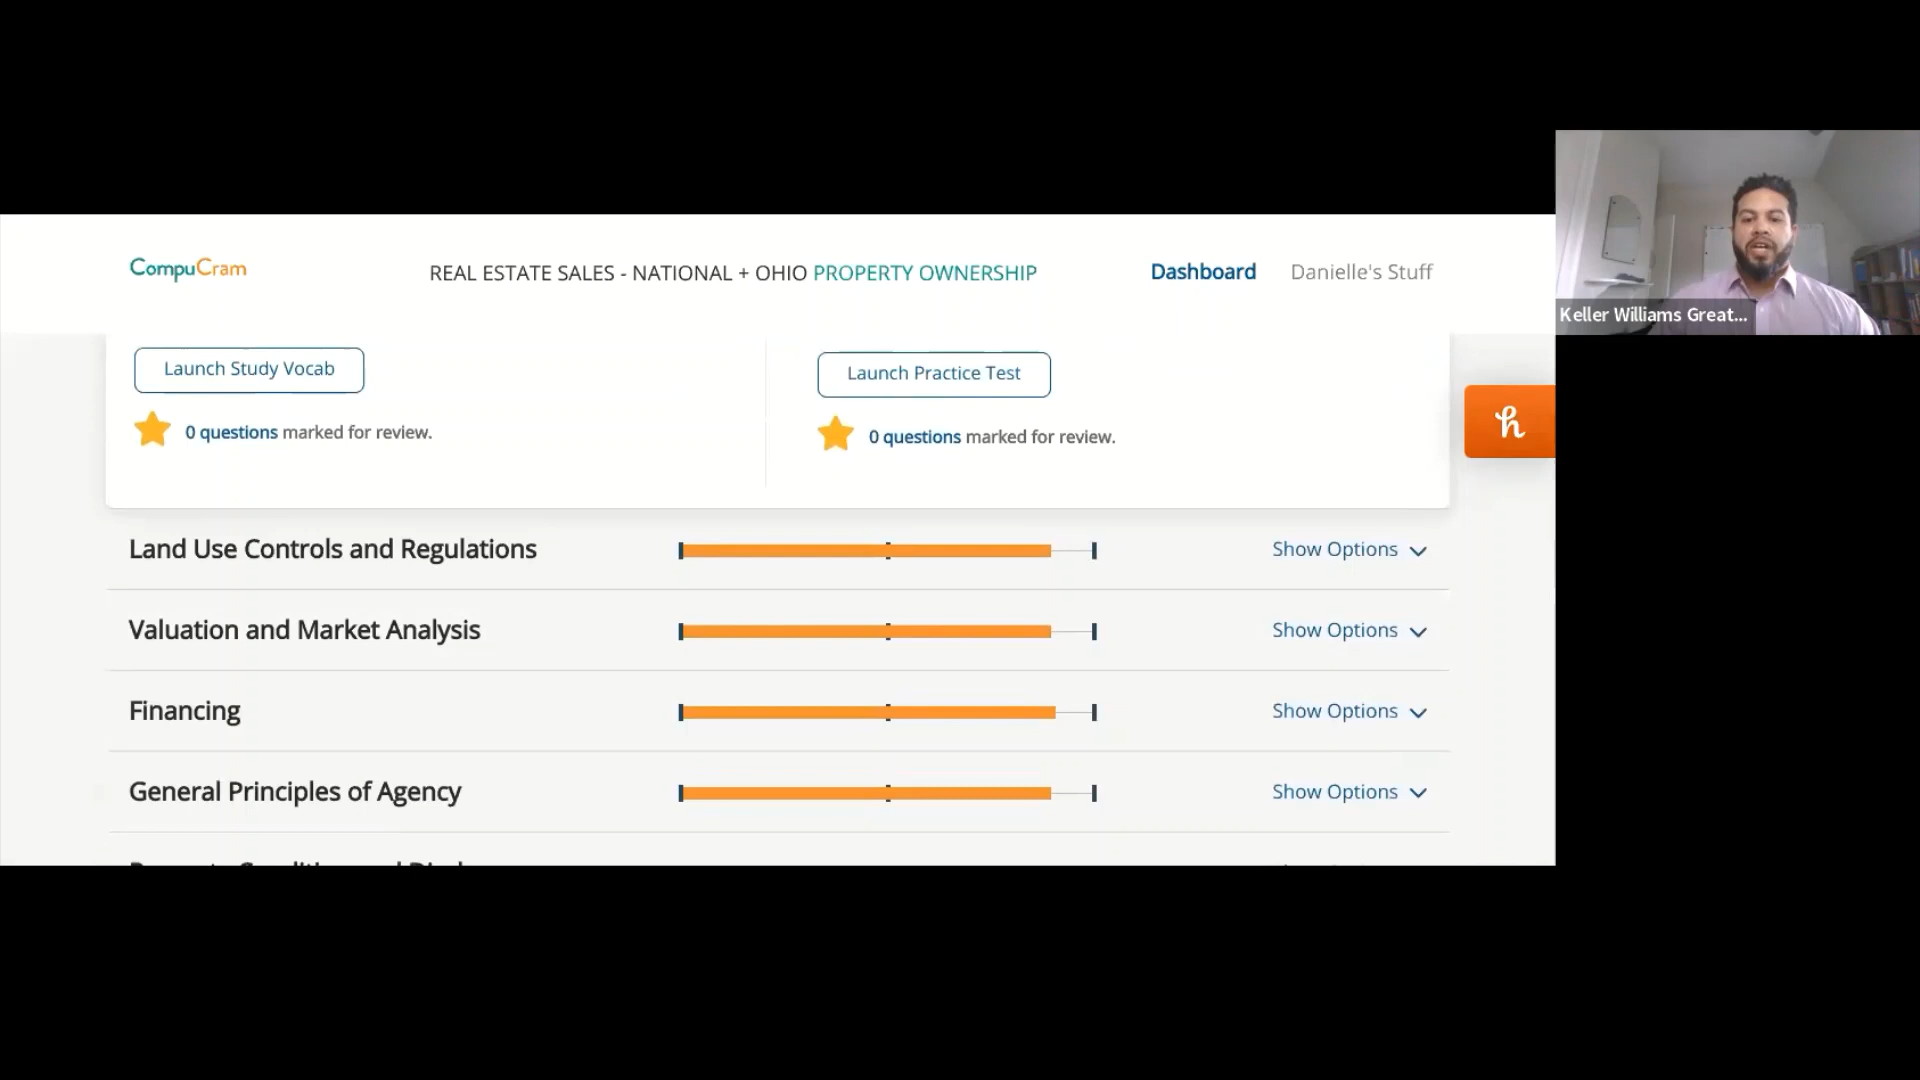 CompuCram
REAL ESTATE SALES - NATIONAL + OHIO PROPERTY OWNERSHIP
Dashboard
Danielle's Stuff
Keller Williams Great...
Launch Study Vocab
Launch Practice Test
0 questions marked for review.
0 questions marked for review.
h
Land Use Controls and Regulations
Show Options
Valuation and Market Analysis
Show Options
Financing
Show Options
General Principles of Agency
Show Options